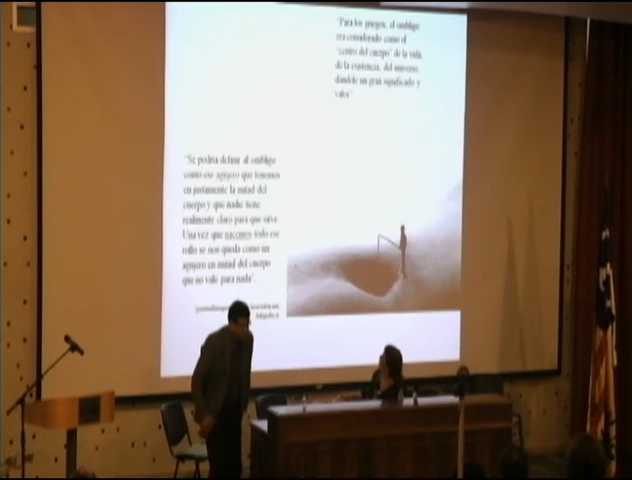 "Para los griegos, el ombligo
era considerado como el
"centro del cuerpo" de la vida,
de la existencia, del universo,
dándole un gran significado y
valor"
"Se podría definir al ombligo
como ese agujero que tenemos
en justamente la mitad del
cuerpo y que nadie tiene
realmente claro para que sirve.
Una vez que nacemos todo ese
rollo se nos queda como un
agujero en mitad del cuerpo
que no vale para nada".